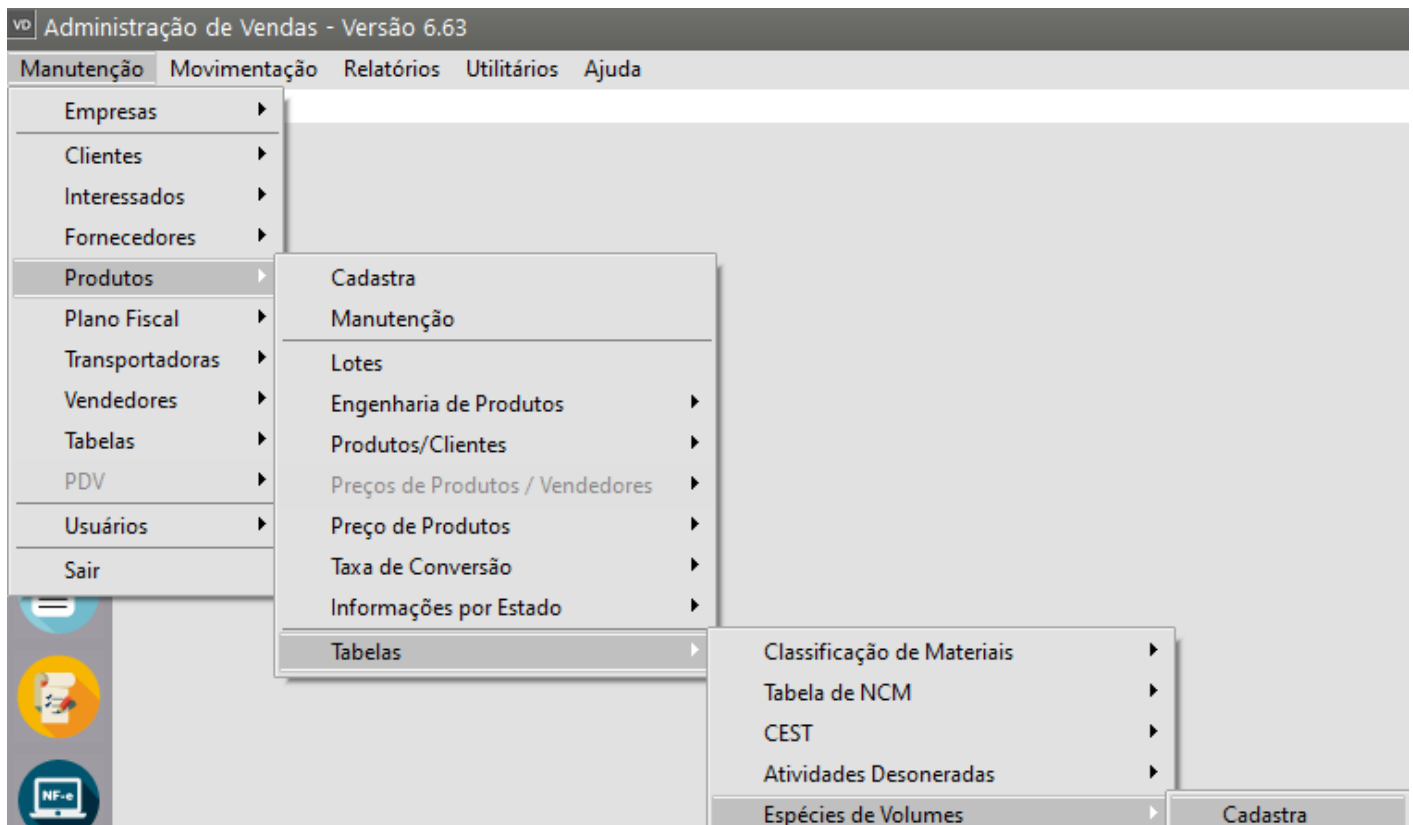 VD Administração de Vendas - Versão 6.63
Manutenção Movimentação Relatórios Utilitários Ajuda
Empresas
Clientes
Interessados
Fornecedores
Produtos
Plano Fiscal
Transportadoras
Vendedores
Tabelas
PDV
Usuários
Sair
Cadastra
Manutenção
Lotes
Engenharia de Produtos
Produtos/Clientes
Preços de Produtos / Vendedores
Preço de Produtos
Taxa de Conversão
Informações por Estado
Tabelas
Classificação de Materiais
Tabela de NCM
CEST
Atividades Desoneradas
Espécies de Volumes
Cadastra
NF-e